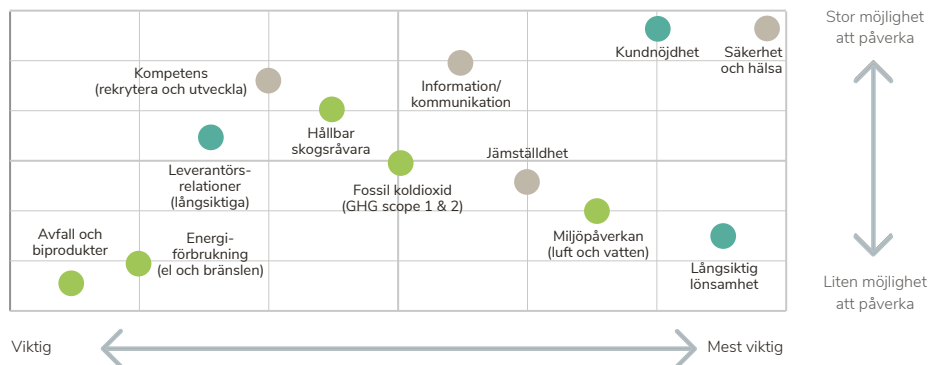 Stor möjlighet
att påverka
Kundnöjdhet
Säkerhet
och hälsa
Kompetens
(rekrytera och utveckla)
Information/
kommunikation
Hållbar
skogsråvara
Jämställdhet
Leverantörs-
relationer
(långsiktiga)
Fossil koldioxid
(GHG scope 1 & 2)
Avfall och
biprodukter
Energi-
förbrukning
(el och bränslen)
Miljöpåverkan
(luft och vatten)
Långsiktig
lönsamhet
Liten möjlighet
att påverka
Viktig
Mest viktig